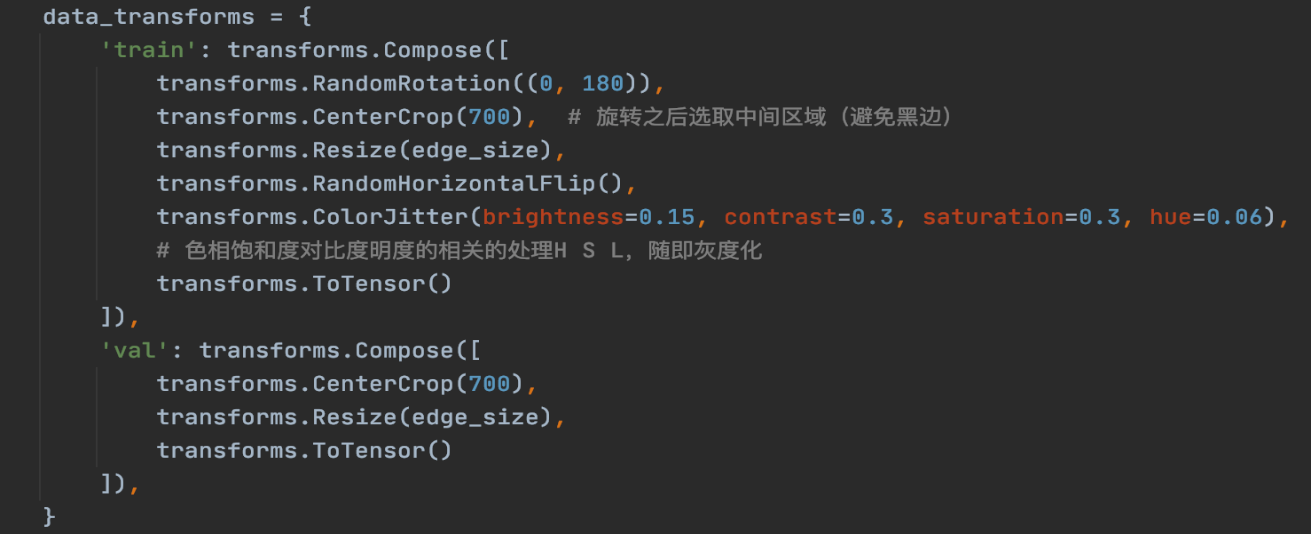 data_transforms = {
    'train': transforms.Compose([
        transforms.RandomRotation((0, 180)),
        transforms.CenterCrop(700),  # 旋转之后选取中间区域（避免黑边）
        transforms.Resize(edge_size),
        transforms.RandomHorizontalFlip(),
        transforms.ColorJitter(brightness=0.15, contrast=0.3, saturation=0.3, hue=0.06),
        # 色相饱和度对比度明度的相关的处理H S L，随即灰度化
        transforms.ToTensor()
    ]),
    'val': transforms.Compose([
        transforms.CenterCrop(700),
        transforms.Resize(edge_size),
        transforms.ToTensor()
    ]),
}